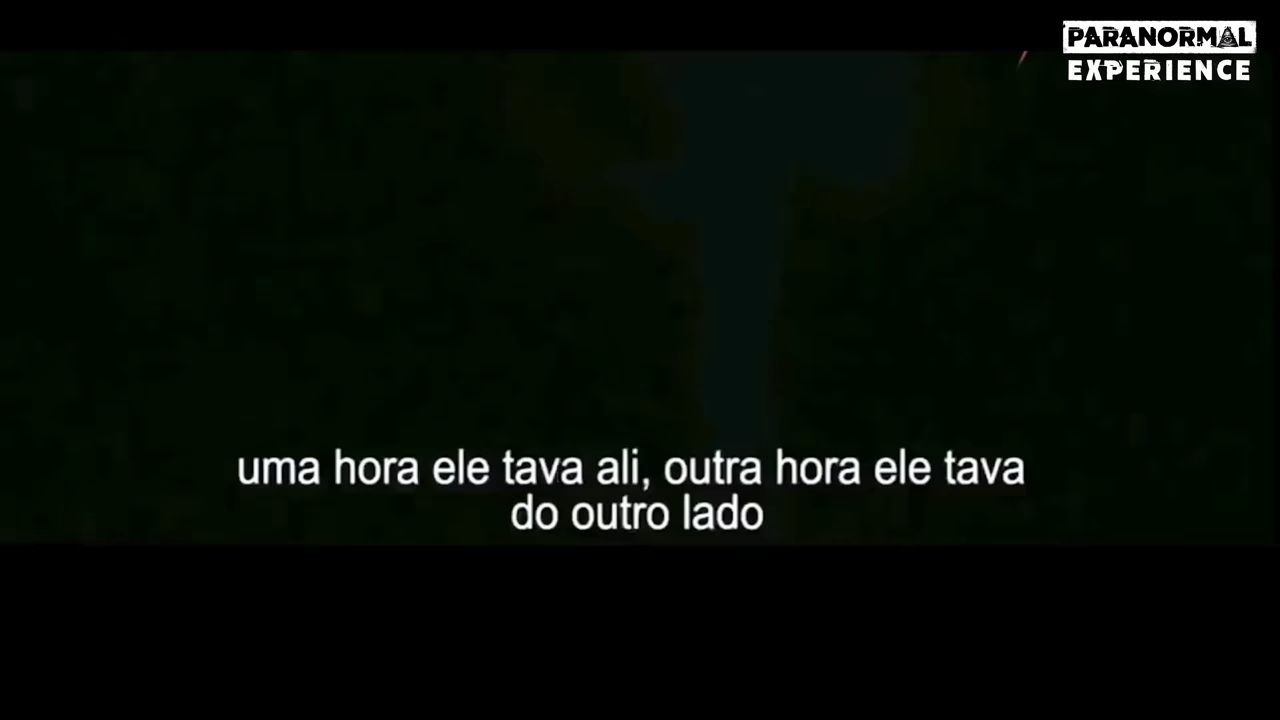 PARANORMAL
EXPERIENCE
uma hora ele tava ali, outra hora ele tava
do outro lado